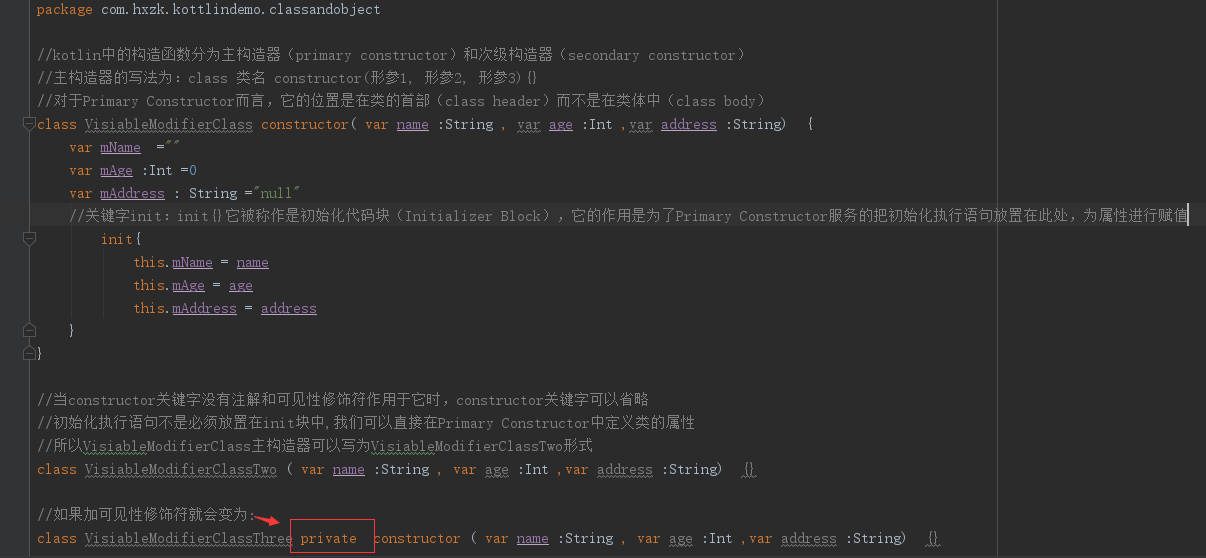 package com.hxzk.kottlindemo.classandobject
//kotlin中的构造函数分为主构造器（primary constructor）和次级构造器（secondary constructor）
//主构造器的写法为：class 类名 constructor(形参1, 形参2, 形参3){}
//对于Primary Constructor而言，它的位置是在类的首部（class header）而不是在类体中（class body）
class VisiableModifierClass constructor( var name :String , var age :Int ,var address :String)  {
var mName  =""
var mAge :Int =0
var mAddress : String ="null"
//关键字init：init{}它被称作是初始化代码块（Initializer Block），它的作用是为了Primary Constructor服务的把初始化执行语句放置在此处，为属性进行赋值
init{
this.mName = name
this.mAge = age
this.mAddress = address
}
}
//当constructor关键字没有注解和可见性修饰符作用于它时，constructor关键字可以省略
//初始化执行语句不是必须放置在init块中,我们可以直接在Primary Constructor中定义类的属性
//所以VisiableModifierClass主构造器可以写为VisiableModifierClassTwo形式
class VisiableModifierClassTwo ( var name :String , var age :Int ,var address :String)  {}
//如果加可见性修饰符就会变为:
class VisiableModifierClassThree private  constructor ( var name :String , var age :Int ,var address :String)  {}